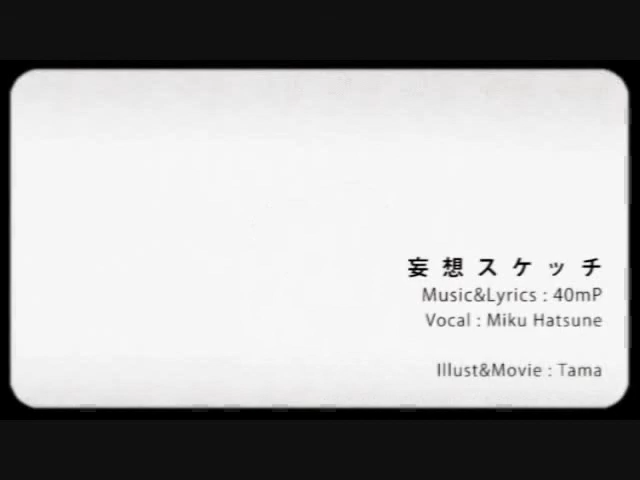 妄想スケッチ
Music&Lyrics : 40mP
Vocal : Miku Hatsune
Illust&Movie : Tama